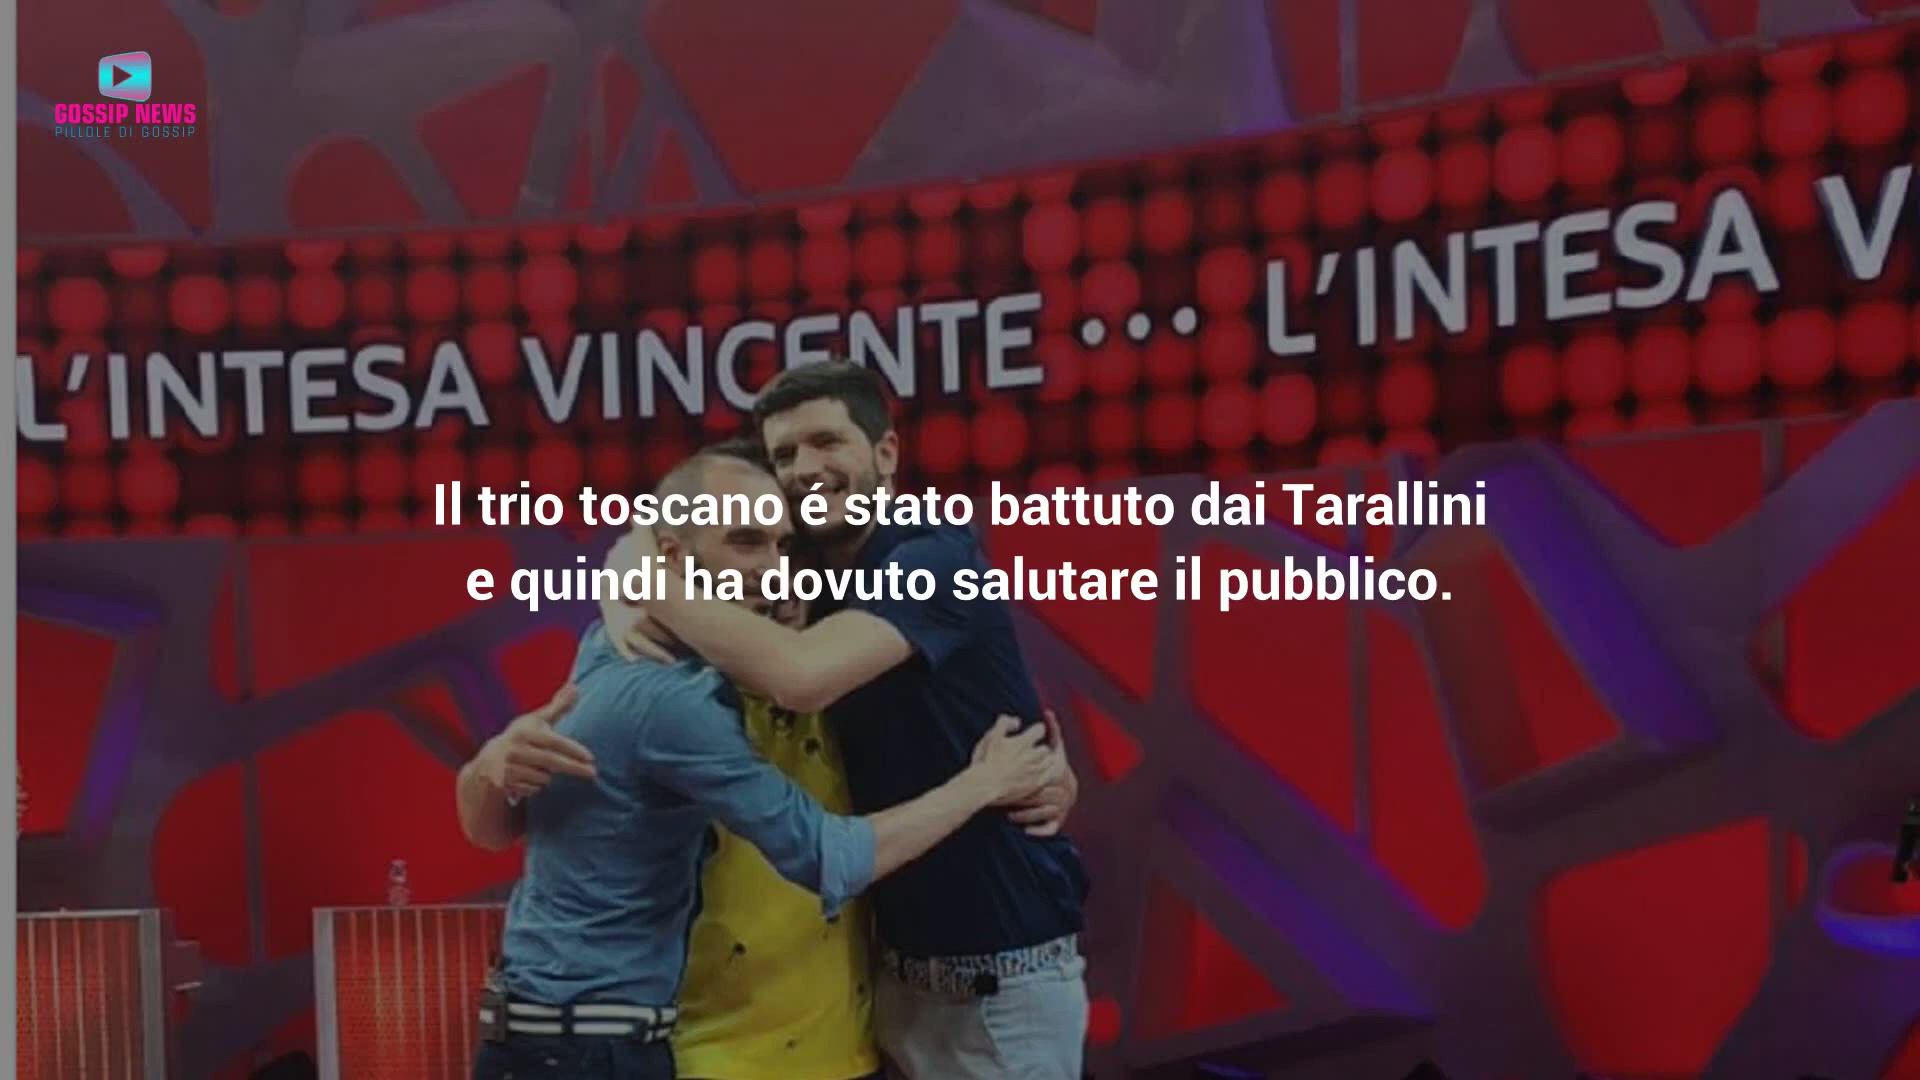 GOSSIP NEWS
PILLOLE DI GOSSIP
L'INTESA VINCENTE ... L'INTESA V
Il trio toscano é stato battuto dai Tarallini
e quindi ha dovuto salutare il pubblico.